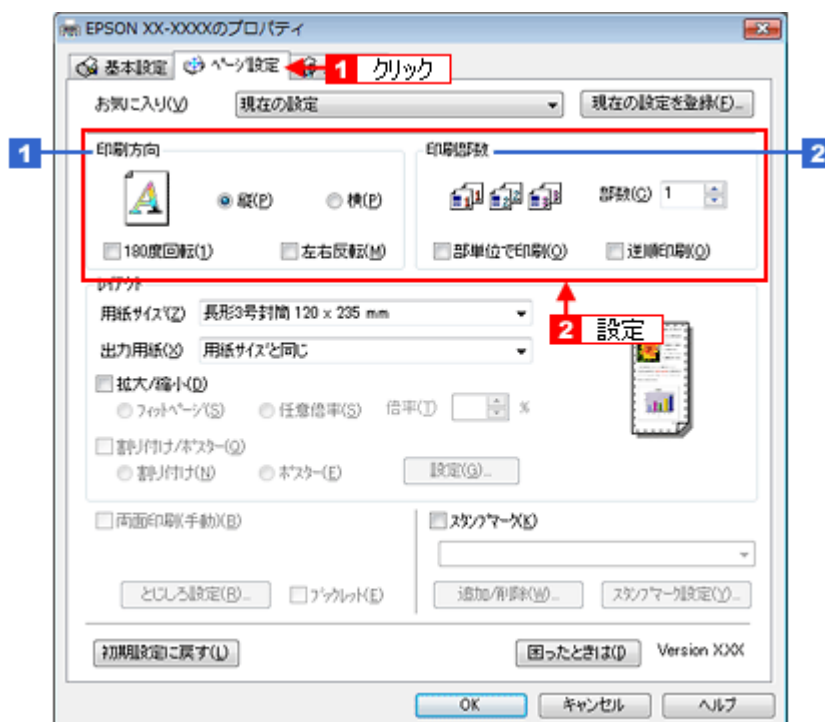 EPSON XX-XXXXのプロパティ
基本設定 ページ設定 1 クリック
お気に入り(V) 現在の設定 現在の設定を登録(F)...
1 印刷方向 印刷部数 2
縦(P) 横(P) 部数(C) 1
180度回転(1) 左右反転(M) 部単位で印刷(O) 逆順印刷(O)
レイアウト
用紙サイズ(Z) 長形3号封筒 120 x 235 mm
2 設定
出力用紙(X) 用紙サイズと同じ
拡大/縮小(D)
フィットページ(S) 任意倍率(S) 倍率(T) %
割り付け/ポスター(Q)
割り付け(N) ポスター(E) 設定(G)...
両面印刷(手動)(B) スタンプマーク(K)
とじしろ設定(R)... ブックレット(E) 追加/削除(W)... スタンプマーク設定(Y)...
初期設定に戻す(L) 困ったときは(I) Version XXX
OK キャンセル ヘルプ